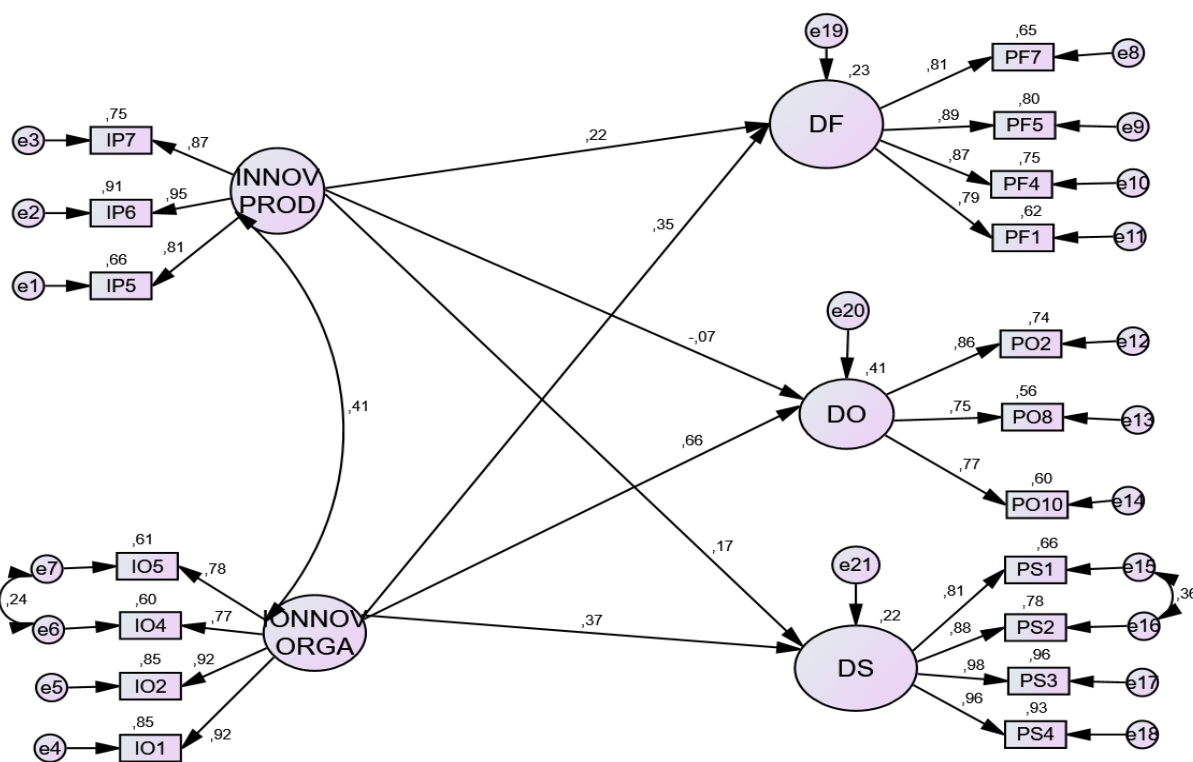 e19
,23
DF
,81
,65
PF7
e8
,89
,80
PF5
e9
,87
,75
PF4
e10
,79
,62
PF1
e11
,75
e3
IP7
,87
,91
e2
IP6
,95
,66
e1
IP5
,81
INNOV
PROD
,22
,35
-,07
,41
,66
,17
,37
e20
,41
DO
,86
,74
PO2
e12
,75
,56
PO8
e13
,77
,60
PO10
e14
,61
e7
IO5
,78
,24
,60
e6
IO4
,77
,85
e5
IO2
,92
,85
e4
IO1
,92
IONNOV
ORGA
e21
,22
DS
,81
,66
PS1
e15
,36
,88
,78
PS2
e16
,98
,96
PS3
e17
,96
,93
PS4
e18